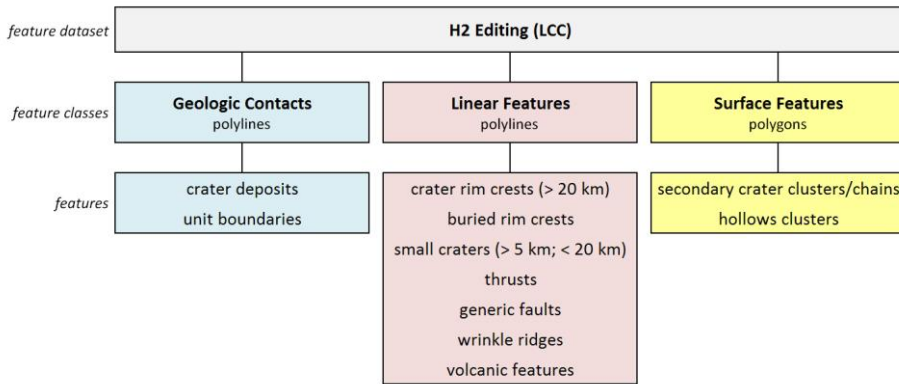 feature dataset
H2 Editing (LCC)
feature classes
Geologic Contacts
polylines
Linear Features
polylines
Surface Features
polygons
features
crater deposits
unit boundaries
crater rim crests (> 20 km)
buried rim crests
small craters (> 5 km; < 20 km)
thrusts
generic faults
wrinkle ridges
volcanic features
secondary crater clusters/chains
hollows clusters